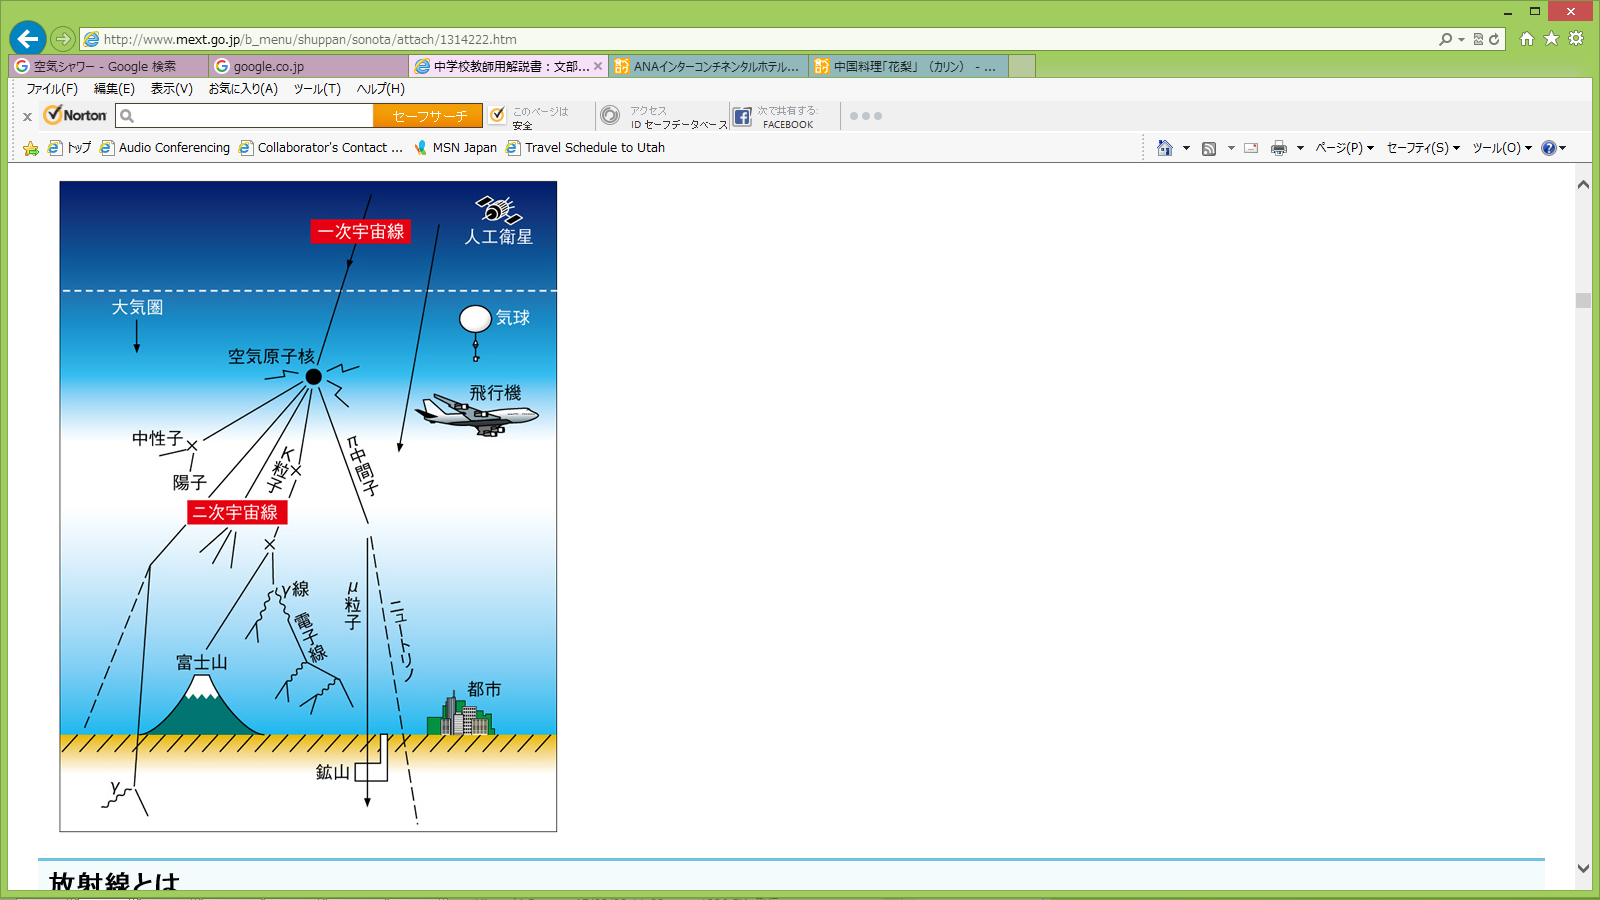 http://www.mext.go.jp/b_menu/shuppan/sonota/attach/1314222.htm
空気シャワー - Google 検索
google.co.jp
中学校教師用解説書：文部...
ANAインターコンチネンタルホテル...
中国料理「花梨」（カリン） - ...
ファイル(F) 編集(E) 表示(V) お気に入り(A) ツール(T) ヘルプ(H)
x Norton セーフサーチ
このページは
安全
アクセス
ID セーフデータベース
次で共有する:
FACEBOOK
トップ Audio Conferencing Collaborator's Contact ... MSN Japan Travel Schedule to Utah
ページ(P) セーフティ(S) ツール(O)
一次宇宙線
人工衛星
大気圏
気球
空気原子核
飛行機
中性子
K粒子
π中間子
陽子
二次宇宙線
γ線
μ粒子
ニュートリノ
電子線
富士山
都市
鉱山
γ
放射線とは